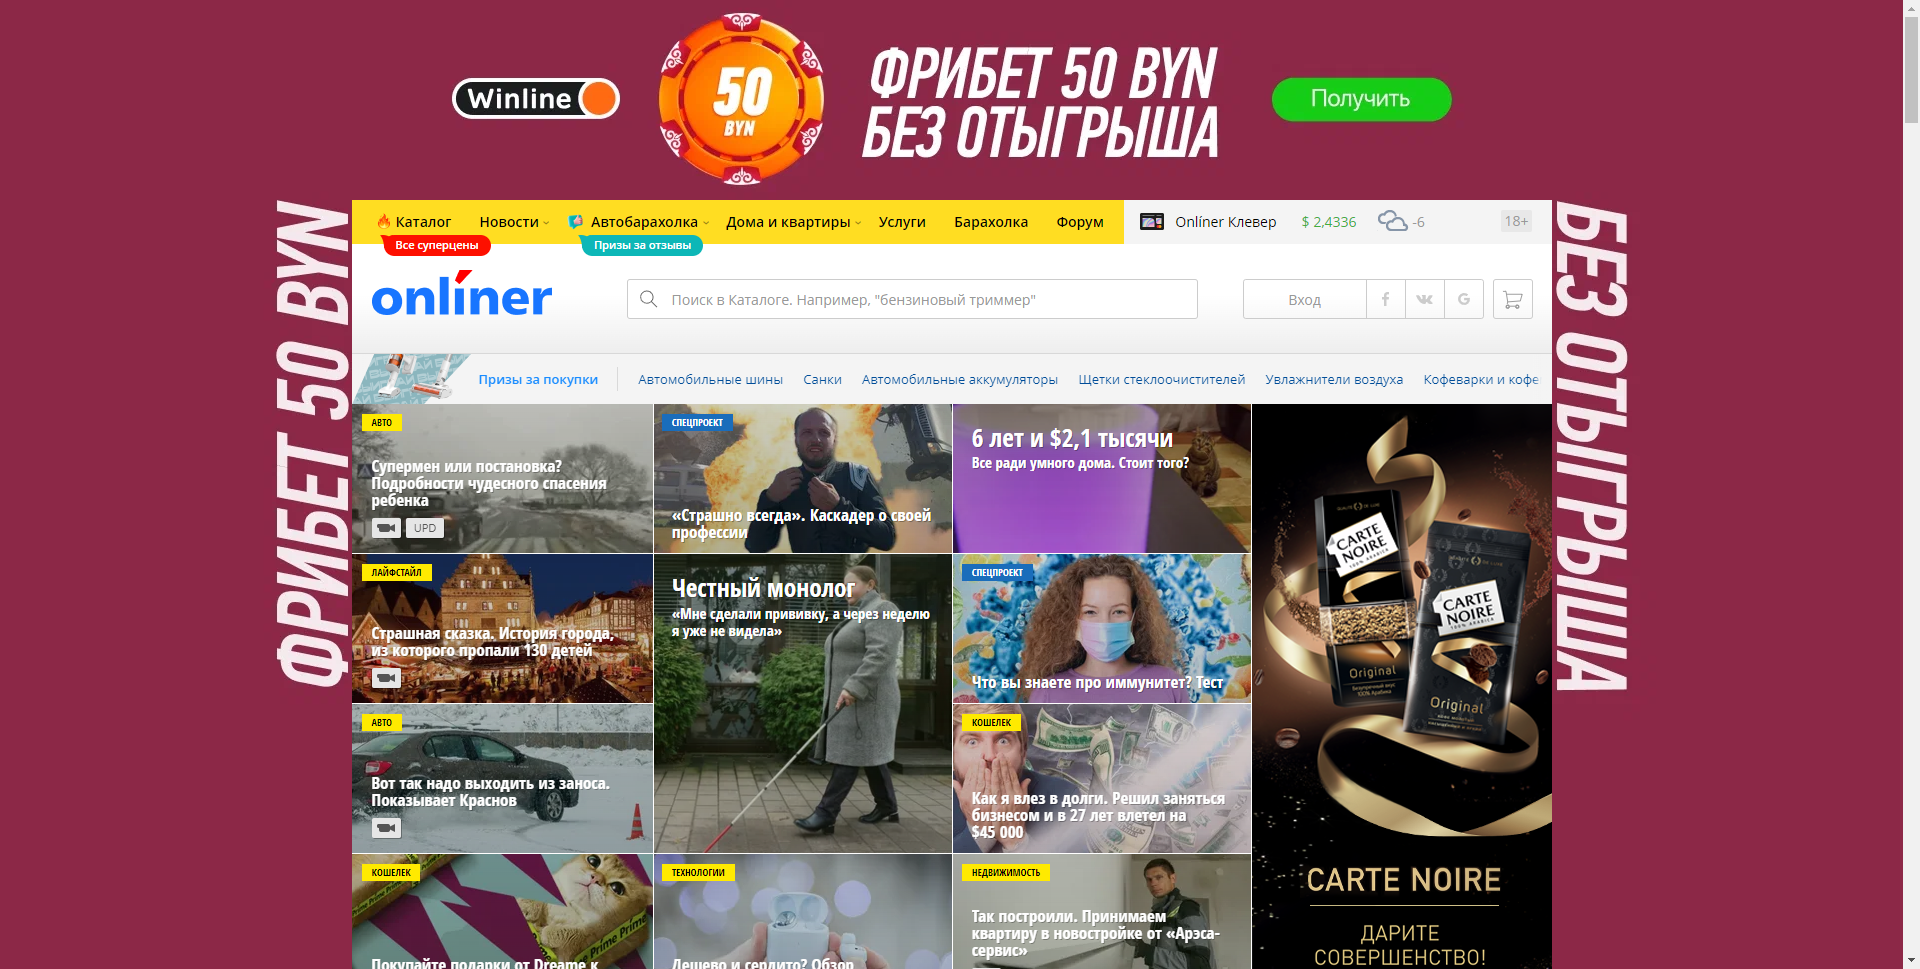 Winline
50
BYN
ФРИБЕТ 50 BYN
БЕЗ ОТЫГРЫША
Получить
ФРИБЕТ 50 BYN
БЕЗ ОТЫГРЫША
Каталог
Новости
Автобарахолка
Дома и квартиры
Услуги
Барахолка
Форум
Onlíner Клевер
$ 2,4336
-6
18+
Все суперцены
Призы за отзывы
onlíner
Поиск в Каталоге. Например, "бензиновый триммер"
Вход
Призы за покупки
Автомобильные шины
Санки
Автомобильные аккумуляторы
Щетки стеклоочистителей
Увлажнители воздуха
Кофеварки и кофе
АВТО
Супермен или постановка?
Подробности чудесного спасения
ребенка
UPD
СПЕЦПРОЕКТ
«Страшно всегда». Каскадер о своей
профессии
6 лет и $2,1 тысячи
Все ради умного дома. Стоит того?
ЛАЙФСТАЙЛ
Страшная сказка. История города,
из которого пропали 130 детей
Честный монолог
«Мне сделали прививку, а через неделю
я уже не видела»
СПЕЦПРОЕКТ
Что вы знаете про иммунитет? Тест
АВТО
Вот так надо выходить из заноса.
Показывает Краснов
КОШЕЛЕК
Как я влез в долги. Решил заняться
бизнесом и в 27 лет влетел на
$45 000
КОШЕЛЕК
Prime Prime
Покупайте подарки от Dreame к
ТЕХНОЛОГИИ
Дешево и сердито? Обзор
НЕДВИЖИМОСТЬ
Так построили. Принимаем
квартиру в новостройке от «Арэса-
сервис»
CARTE
NOIRE
100% ARABICA
Original
CARTE
NOIRE
100% ARABICA
Original
CARTE NOIRE
ДАРИТЕ
СОВЕРШЕНСТВО!